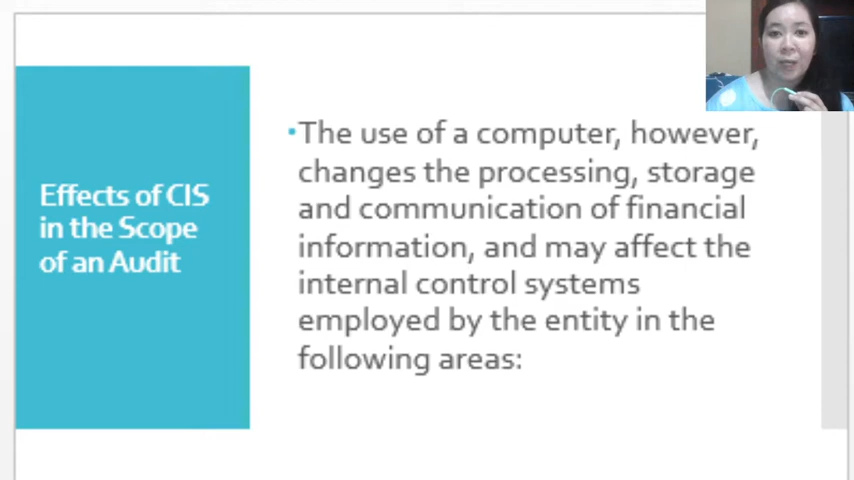 Effects of CIS
in the Scope
of an Audit
•The use of a computer, however,
changes the processing, storage
and communication of financial
information, and may affect the
internal control systems
employed by the entity in the
following areas: